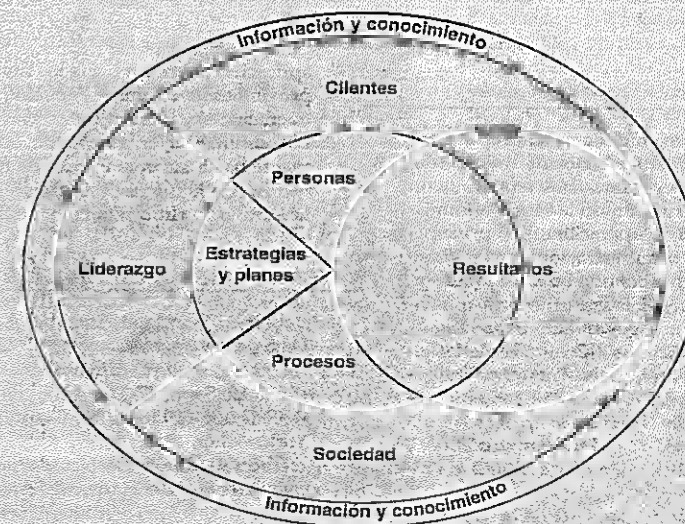 Información y conocimiento
Clientes
Personas
Liderazgo
Estrategias
y planes
Resultados
Procesos
Sociedad
Información y conocimiento